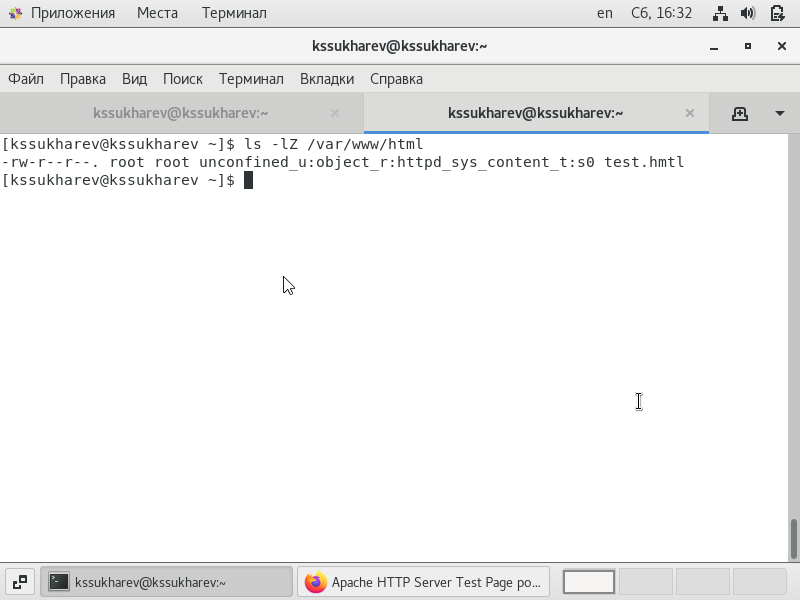 Приложения Места Терминал en Сб, 16:32
kssukharev@kssukharev:~
Файл Правка Вид Поиск Терминал Вкладки Справка
kssukharev@kssukharev:~ × kssukharev@kssukharev:~ ×
[kssukharev@kssukharev ~]$ ls -lZ /var/www/html
-rw-r--r--. root root unconfined_u:object_r:httpd_sys_content_t:s0 test.hmtl
[kssukharev@kssukharev ~]$
kssukharev@kssukharev:~ Apache HTTP Server Test Page po...